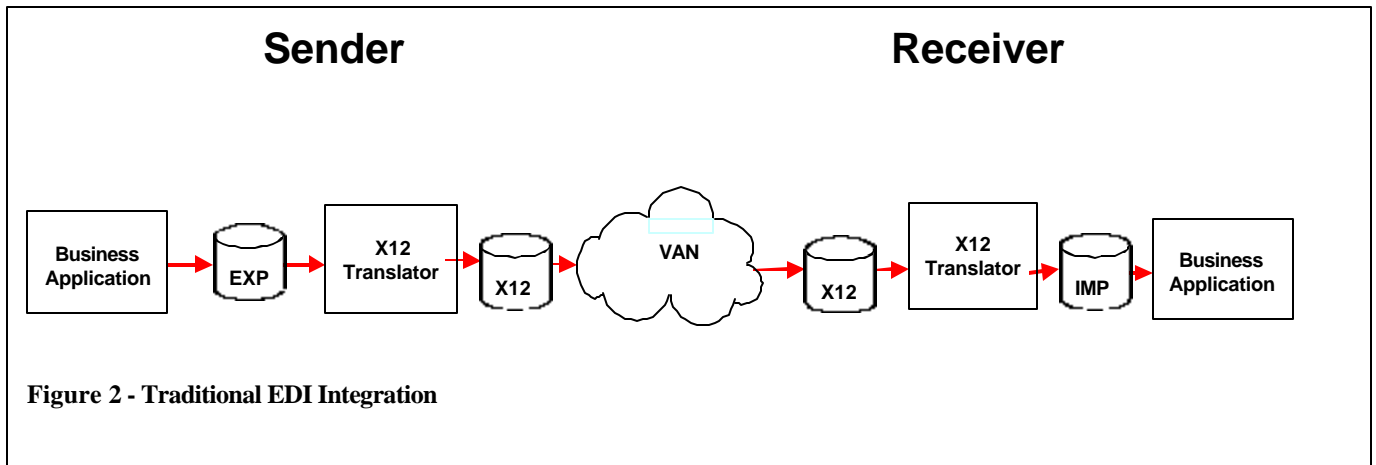 Sender
Receiver
Business
Application
EXP
X12
Translator
X12
VAN
X12
X12
Translator
IMP
Business
Application
Figure 2 - Traditional EDI Integration